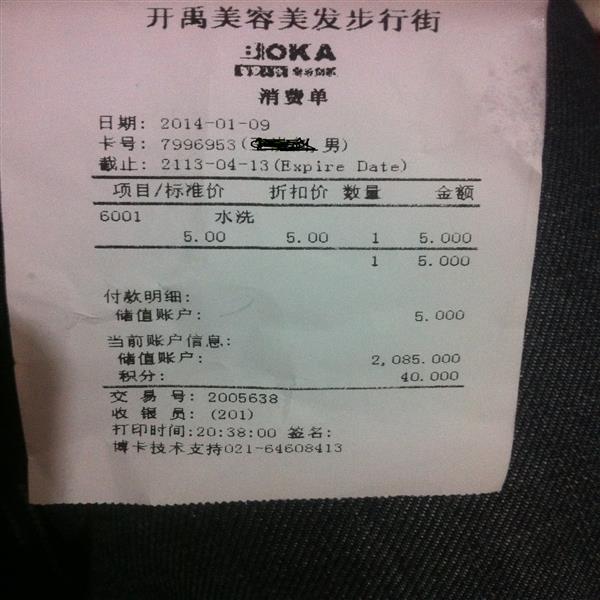 开禹美容美发步行街
BOKA
消费单
日期: 2014-01-09
卡号: 7996953( 男)
截止: 2113-04-13(Expire Date)
项目/标准价 折扣价 数量 金额
6001 水洗
5.00 5.00 1 5.000
1 5.000
付款明细:
储值账户: 5.000
当前账户信息:
储值账户: 2,085.000
积分: 40.000
交 易 号: 2005638
收 银 员: (201)
打印时间:20:38:00 签名:
博卡技术支持021-64608413